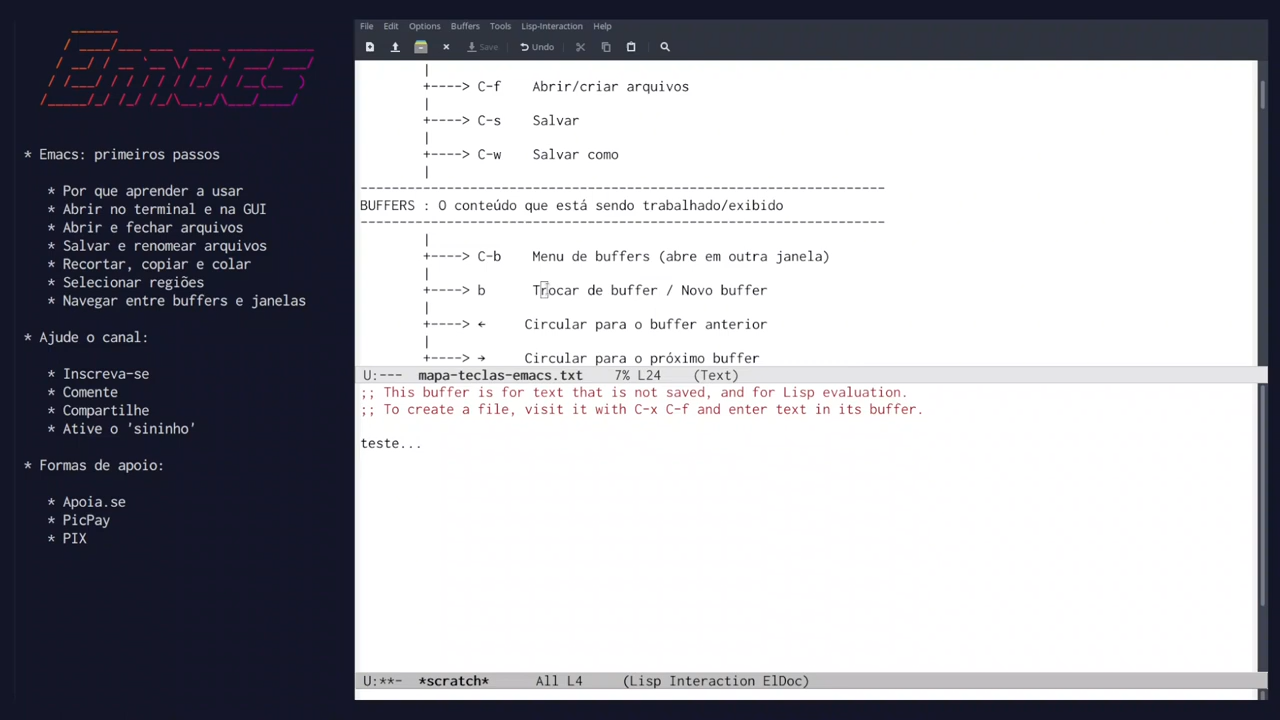 Emacs
* Emacs: primeiros passos
* Por que aprender a usar
* Abrir no terminal e na GUI
* Abrir e fechar arquivos
* Salvar e renomear arquivos
* Recortar, copiar e colar
* Selecionar regiões
* Navegar entre buffers e janelas
* Ajude o canal:
* Inscreva-se
* Comente
* Compartilhe
* Ative o 'sininho'
* Formas de apoio:
* Apoia.se
* PicPay
* PIX
File Edit Options Buffers Tools Lisp-Interaction Help
Save Undo
|
+----> C-f Abrir/criar arquivos
|
+----> C-s Salvar
|
+----> C-w Salvar como
|
-------------------------------------------------------------------
BUFFERS : O conteúdo que está sendo trabalhado/exibido
-------------------------------------------------------------------
|
+----> C-b Menu de buffers (abre em outra janela)
|
+----> b Trocar de buffer / Novo buffer
|
+----> ← Circular para o buffer anterior
|
+----> → Circular para o próximo buffer
U:--- mapa-teclas-emacs.txt 7% L24 (Text)
;; This buffer is for text that is not saved, and for Lisp evaluation.
;; To create a file, visit it with C-x C-f and enter text in its buffer.
teste...
U:**- *scratch* All L4 (Lisp Interaction ElDoc)